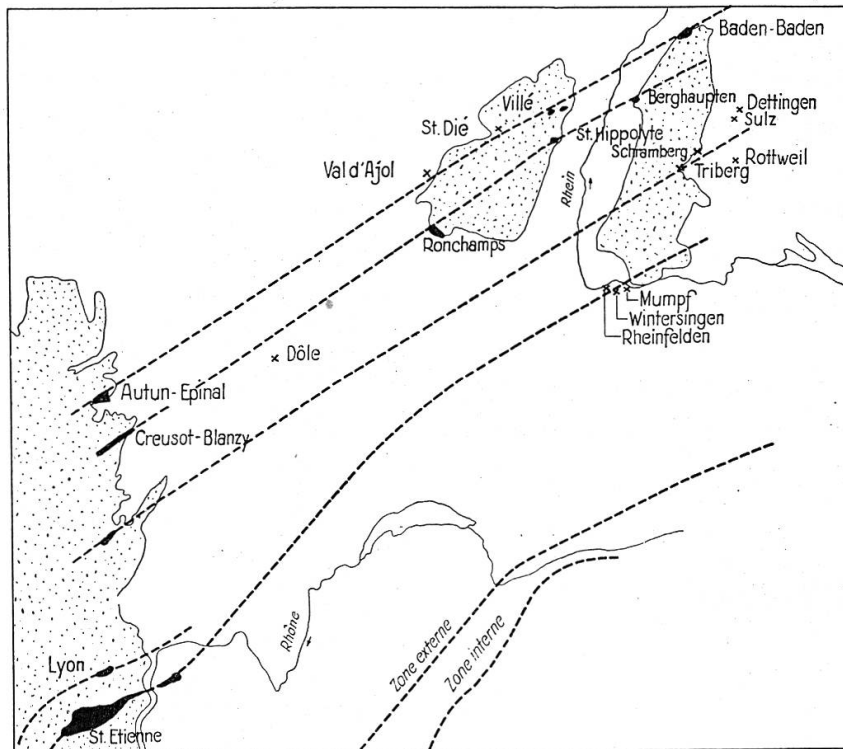 Baden-Baden
Berghaupten
Dettingen
Sulz
Villé
St. Dié
St. Hippolyte
Schramberg
Rottweil
Triberg
Val d'Ajol
Rhein
Ronchamps
Mumpf
Wintersingen
Rheinfelden
Dôle
Autun-Epinal
Creusot-Blanzy
Rhône
Zone externe
Zone interne
Lyon
St. Etienne